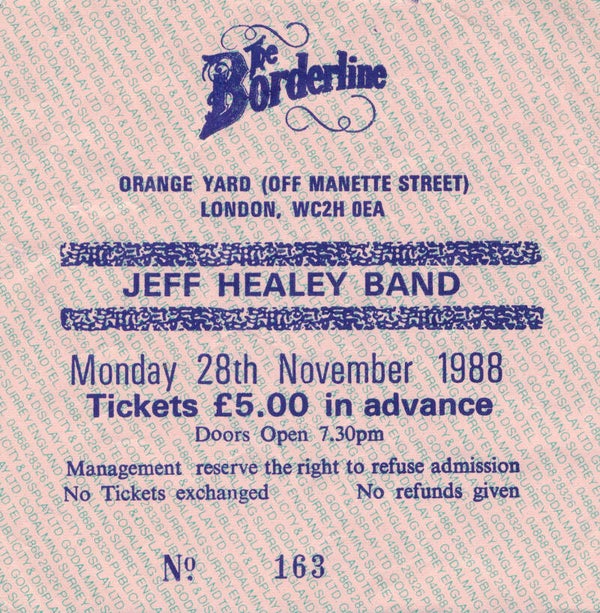 The
Borderline
ORANGE YARD (OFF MANETTE STREET)
LONDON, WC2H 0EA
JEFF HEALEY BAND
Monday 28th November 1988
Tickets £5.00 in advance
Doors Open 7.30pm
Management reserve the right to refuse admission
No Tickets exchanged No refunds given
Nº. 163